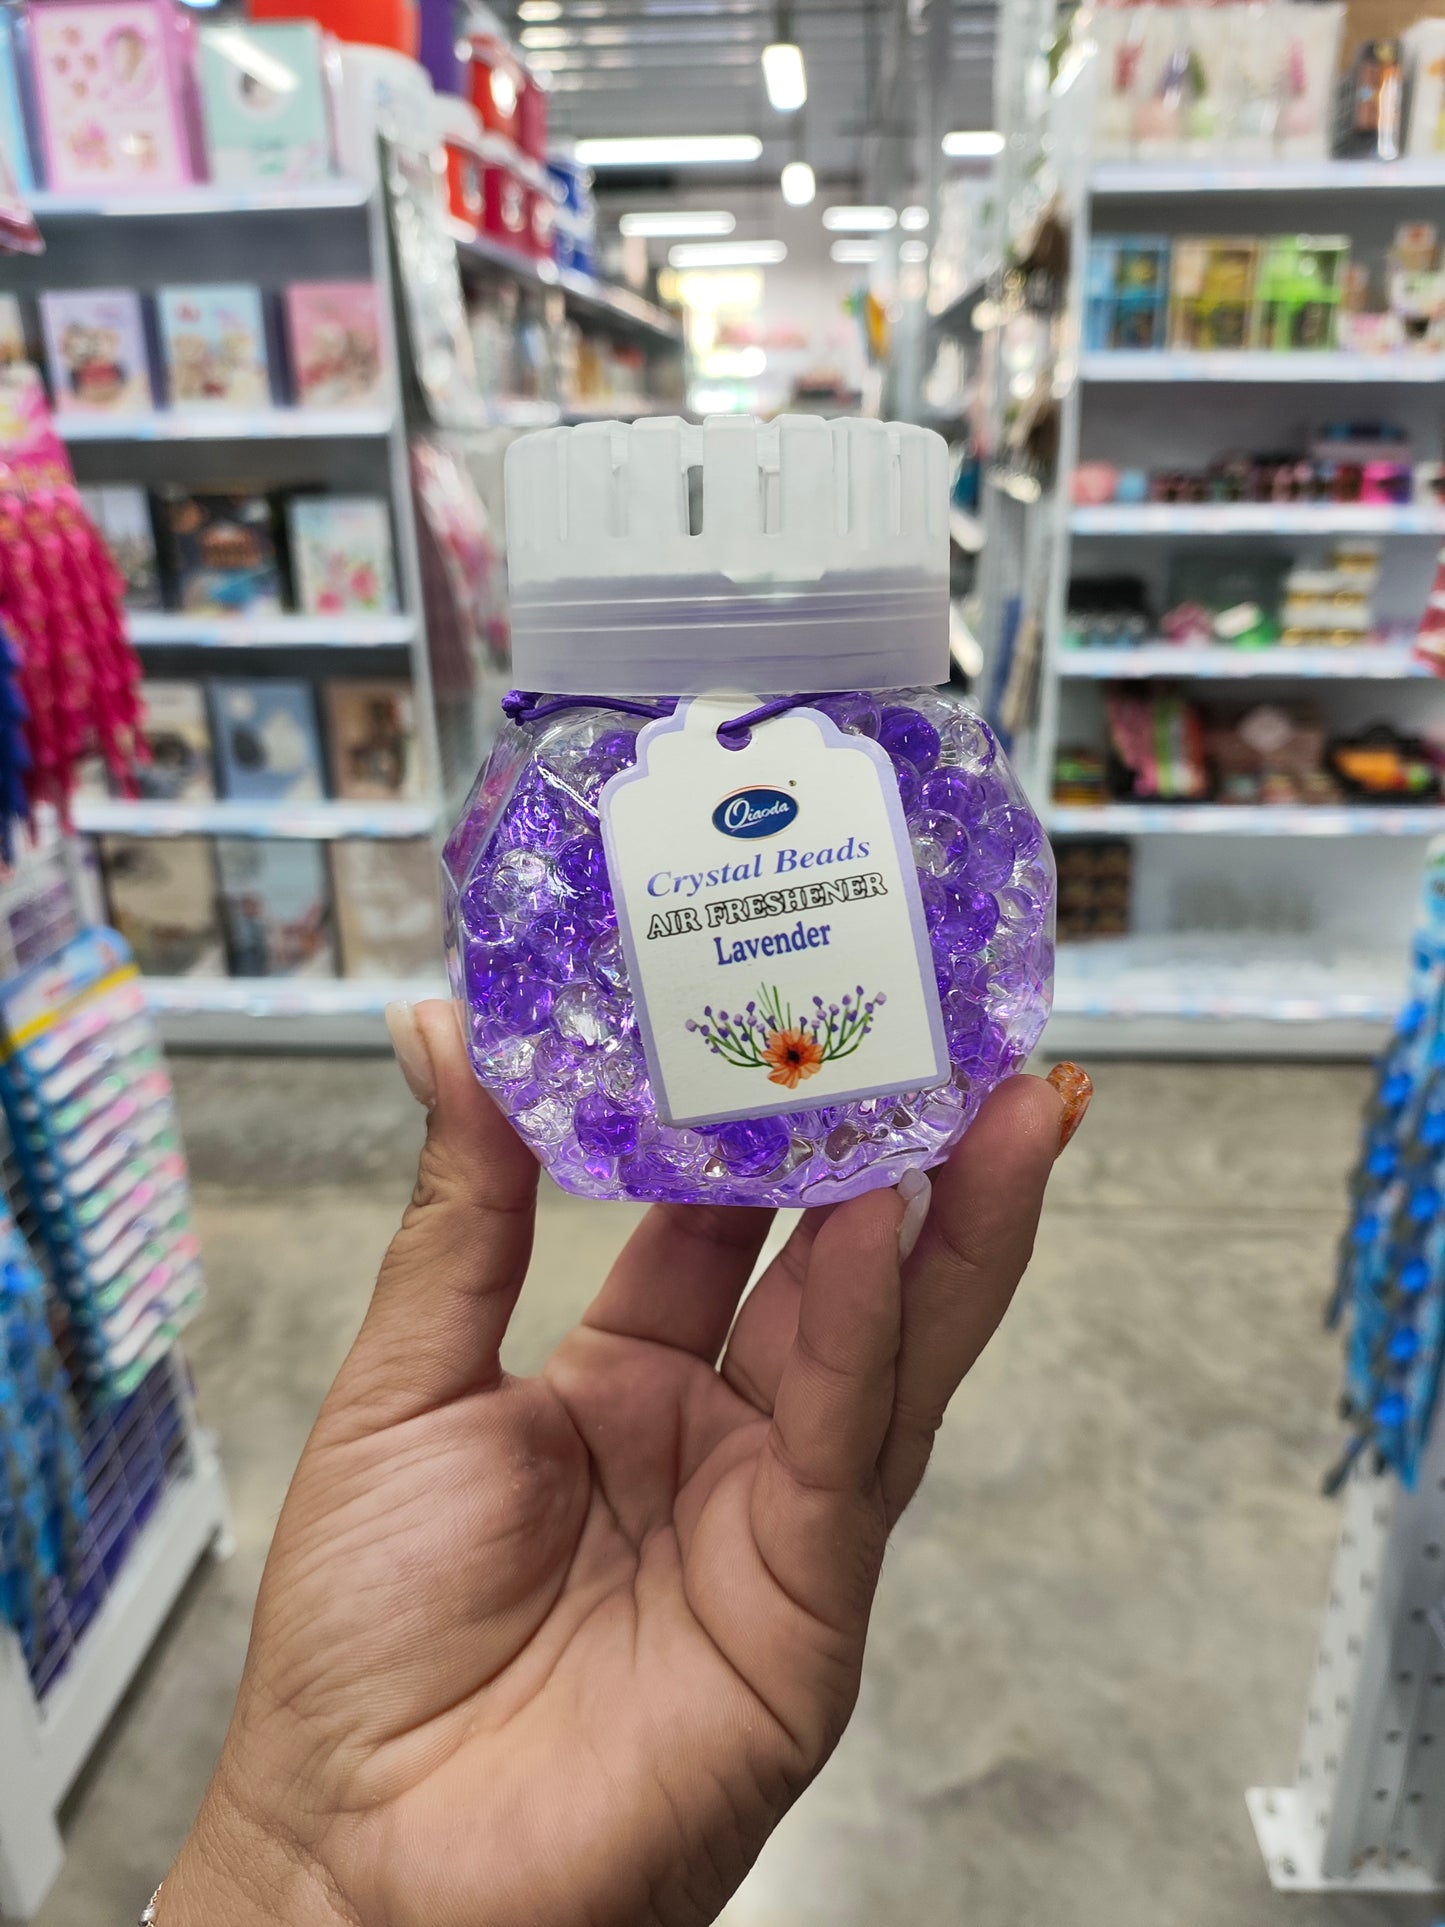 Qiaoda
®
Crystal Beads
AIR FRESHENER
Lavender